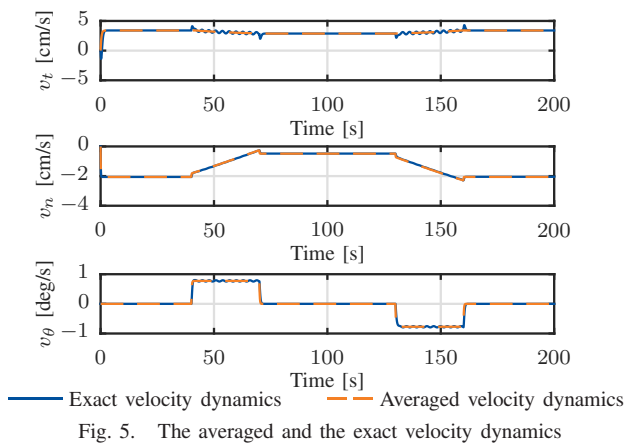 5
0
−5
v_t [cm/s]
0 50 100 150 200
Time [s]
0
−2
−4
v_n [cm/s]
0 50 100 150 200
Time [s]
1
0
−1
v_θ [deg/s]
0 50 100 150 200
Time [s]
Exact velocity dynamics Averaged velocity dynamics
Fig. 5. The averaged and the exact velocity dynamics